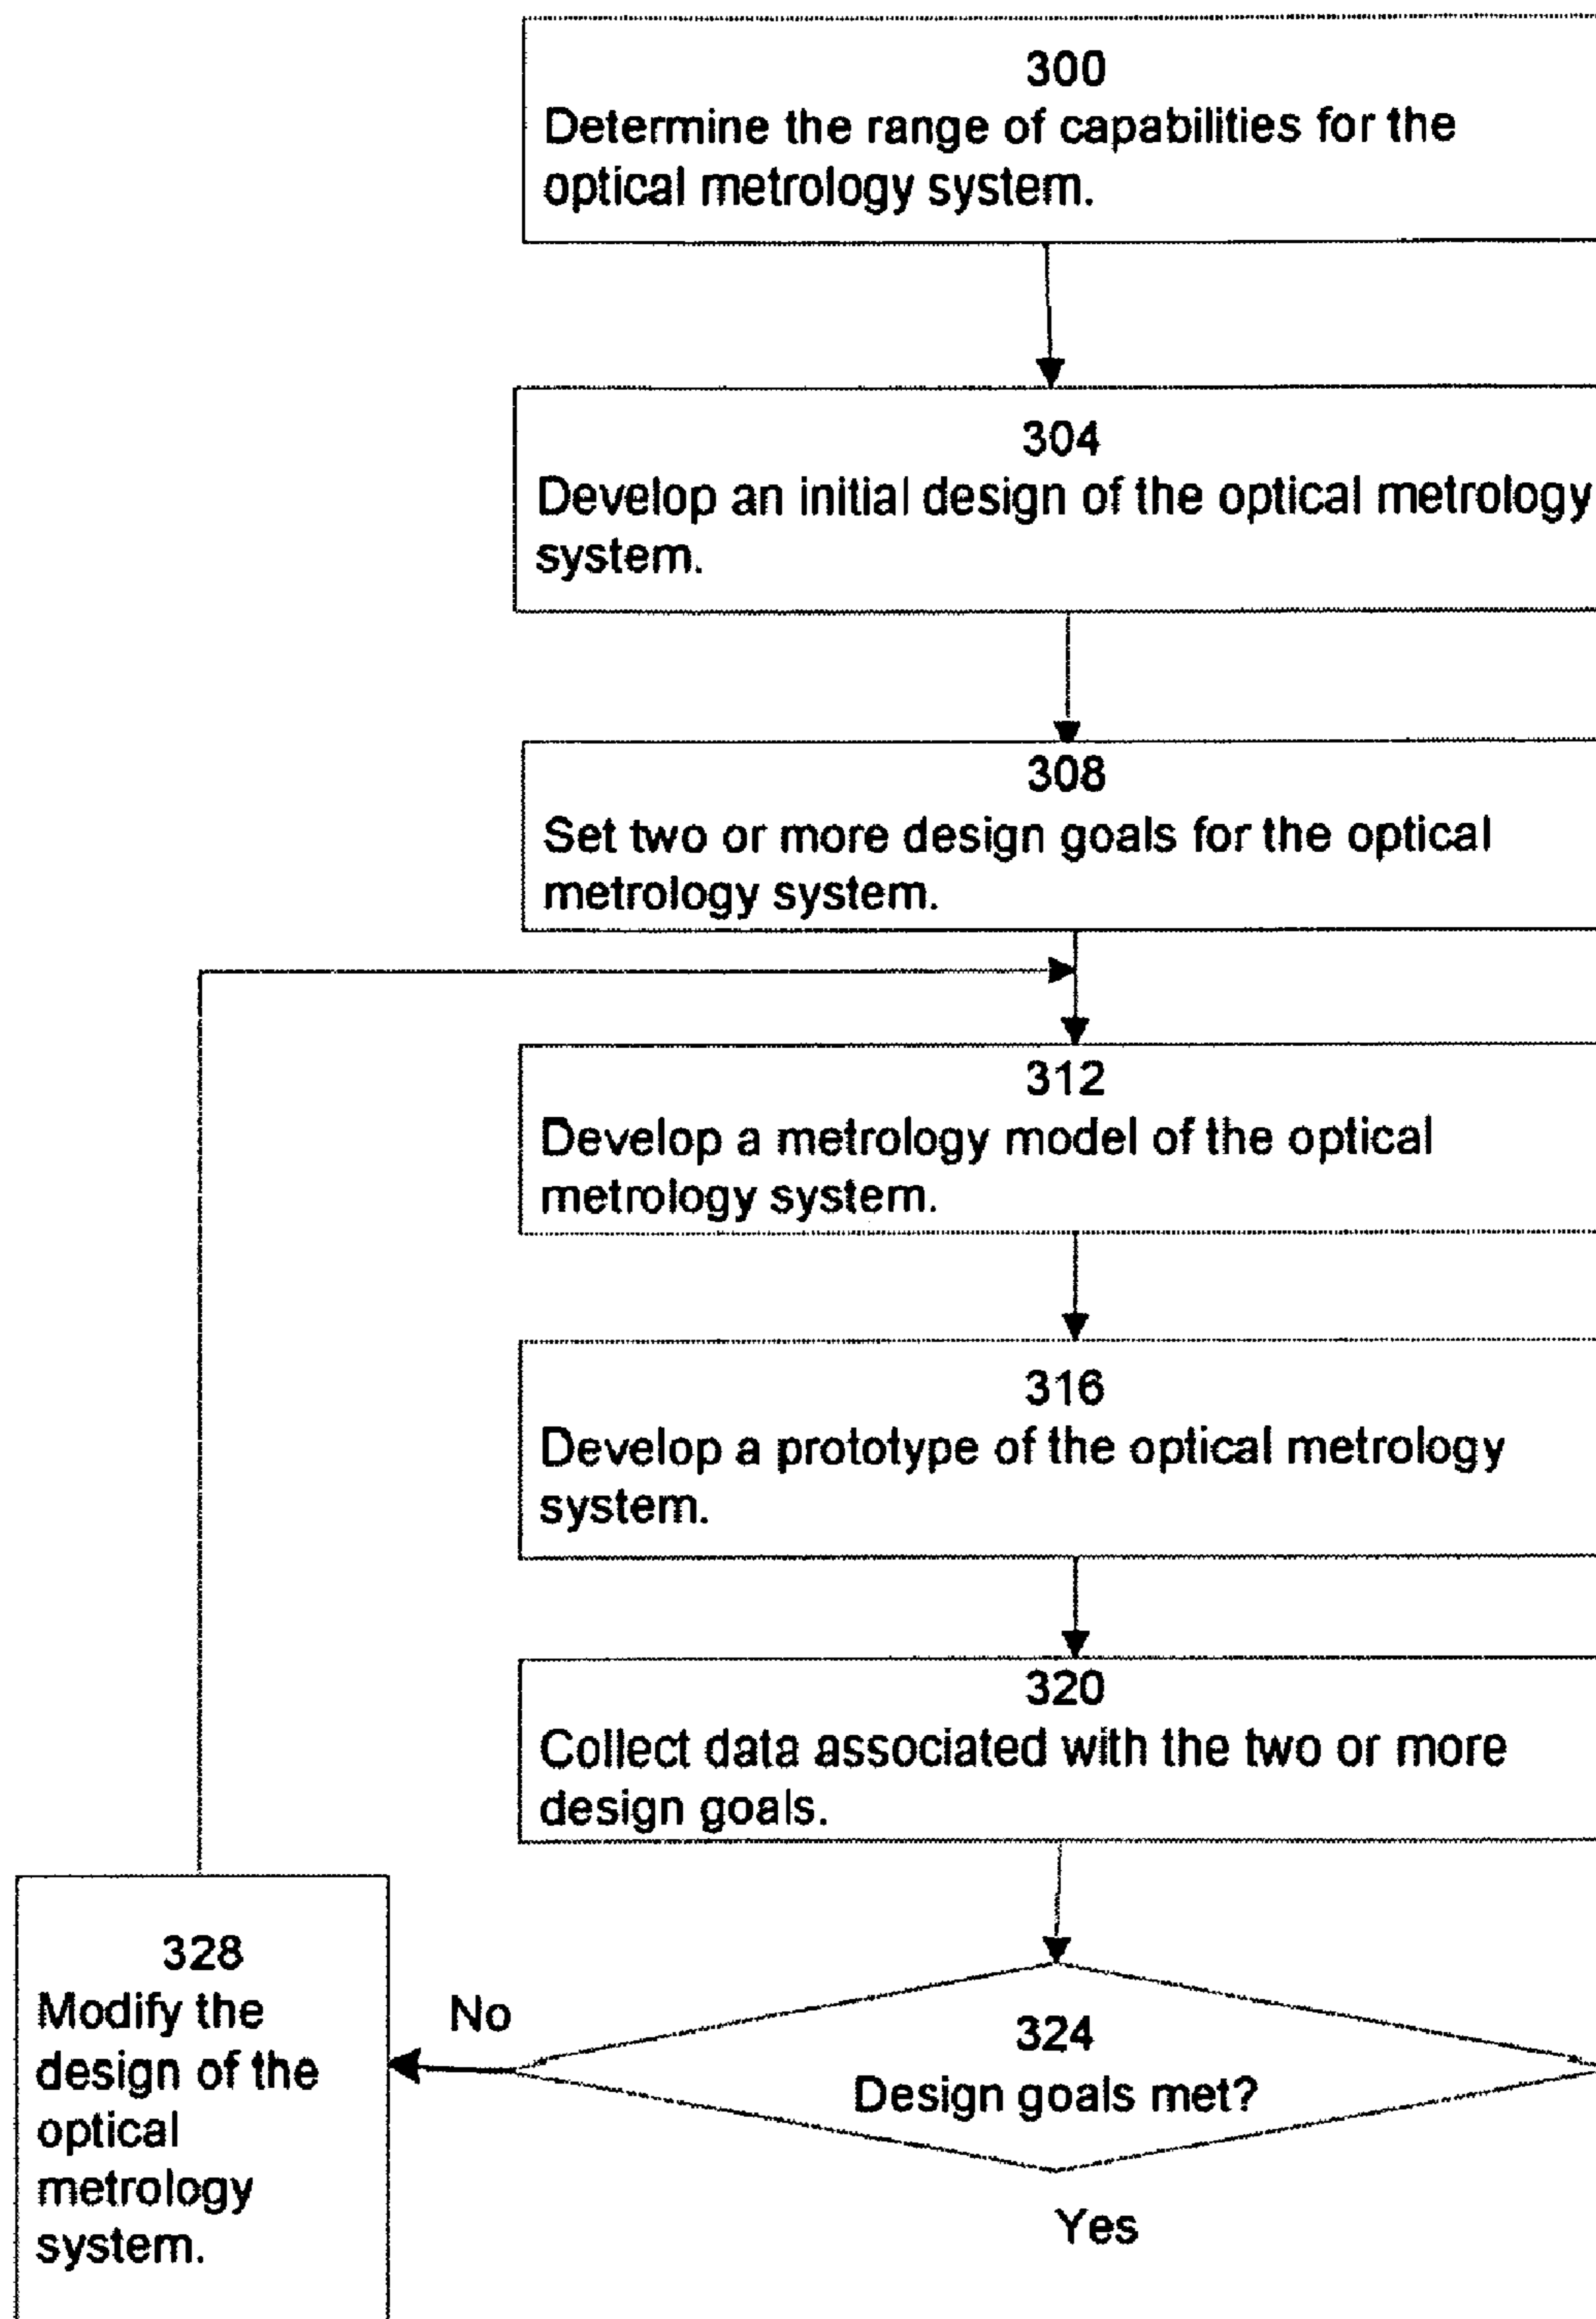 300
Determine the range of capabilities for the
optical metrology system.
304
Develop an initial design of the optical metrology
system.
308
Set two or more design goals for the optical
metrology system.
312
Develop a metrology model of the optical
metrology system.
316
Develop a prototype of the optical metrology
system.
320
Collect data associated with the two or more
design goals.
324
Design goals met?
No
Yes
328
Modify the
design of the
optical
metrology
system.